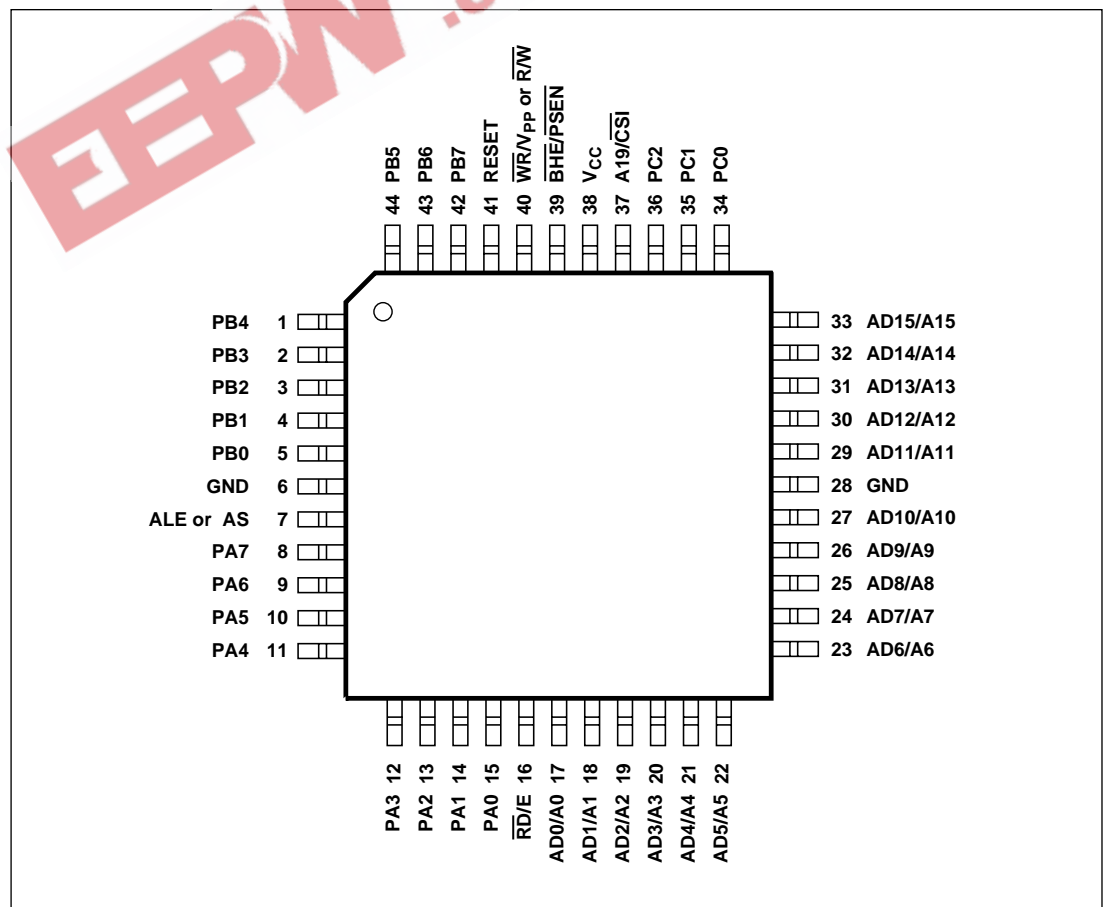 EEPW
PB5 44
PB6 43
PB7 42
RESET 41
W̅R̅/VPP or R̅/̅W̅ 40
B̅H̅E̅/P̅S̅E̅N̅ 39
VCC 38
A19/C̅S̅I̅ 37
PC2 36
PC1 35
PC0 34
PB4 1
PB3 2
PB2 3
PB1 4
PB0 5
GND 6
ALE or AS 7
PA7 8
PA6 9
PA5 10
PA4 11
33 AD15/A15
32 AD14/A14
31 AD13/A13
30 AD12/A12
29 AD11/A11
28 GND
27 AD10/A10
26 AD9/A9
25 AD8/A8
24 AD7/A7
23 AD6/A6
PA3 12
PA2 13
PA1 14
PA0 15
R̅D̅/E 16
AD0/A0 17
AD1/A1 18
AD2/A2 19
AD3/A3 20
AD4/A4 21
AD5/A5 22